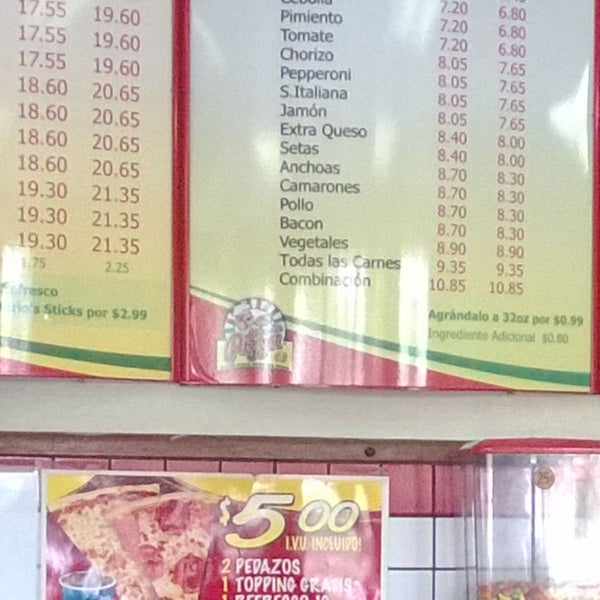 17.55 19.60
17.55 19.60
17.55 19.60
18.60 20.65
18.60 20.65
18.60 20.65
18.60 20.65
19.30 21.35
19.30 21.35
19.30 21.35
1.75 2.25
Sticks por $2.99
Cebolla 7.20 6.80
Pimiento 7.20 6.80
Tomate 7.20 6.80
Chorizo 8.05 7.65
Pepperoni 8.05 7.65
S.Italiana 8.05 7.65
Jamón 8.05 7.65
Extra Queso 8.40 8.00
Setas 8.40 8.00
Anchoas 8.70 8.30
Camarones 8.70 8.30
Pollo 8.70 8.30
Bacon 8.70 8.30
Vegetales 8.90 8.90
Todas las Carnes 9.35 9.35
Combinación 10.85 10.85
Agrándalo a 32oz por $0.99
Ingrediente Adicional $0.80
$5.00
I.V.U. INCLUIDO!
2 PEDAZOS
1 TOPPING GRATIS